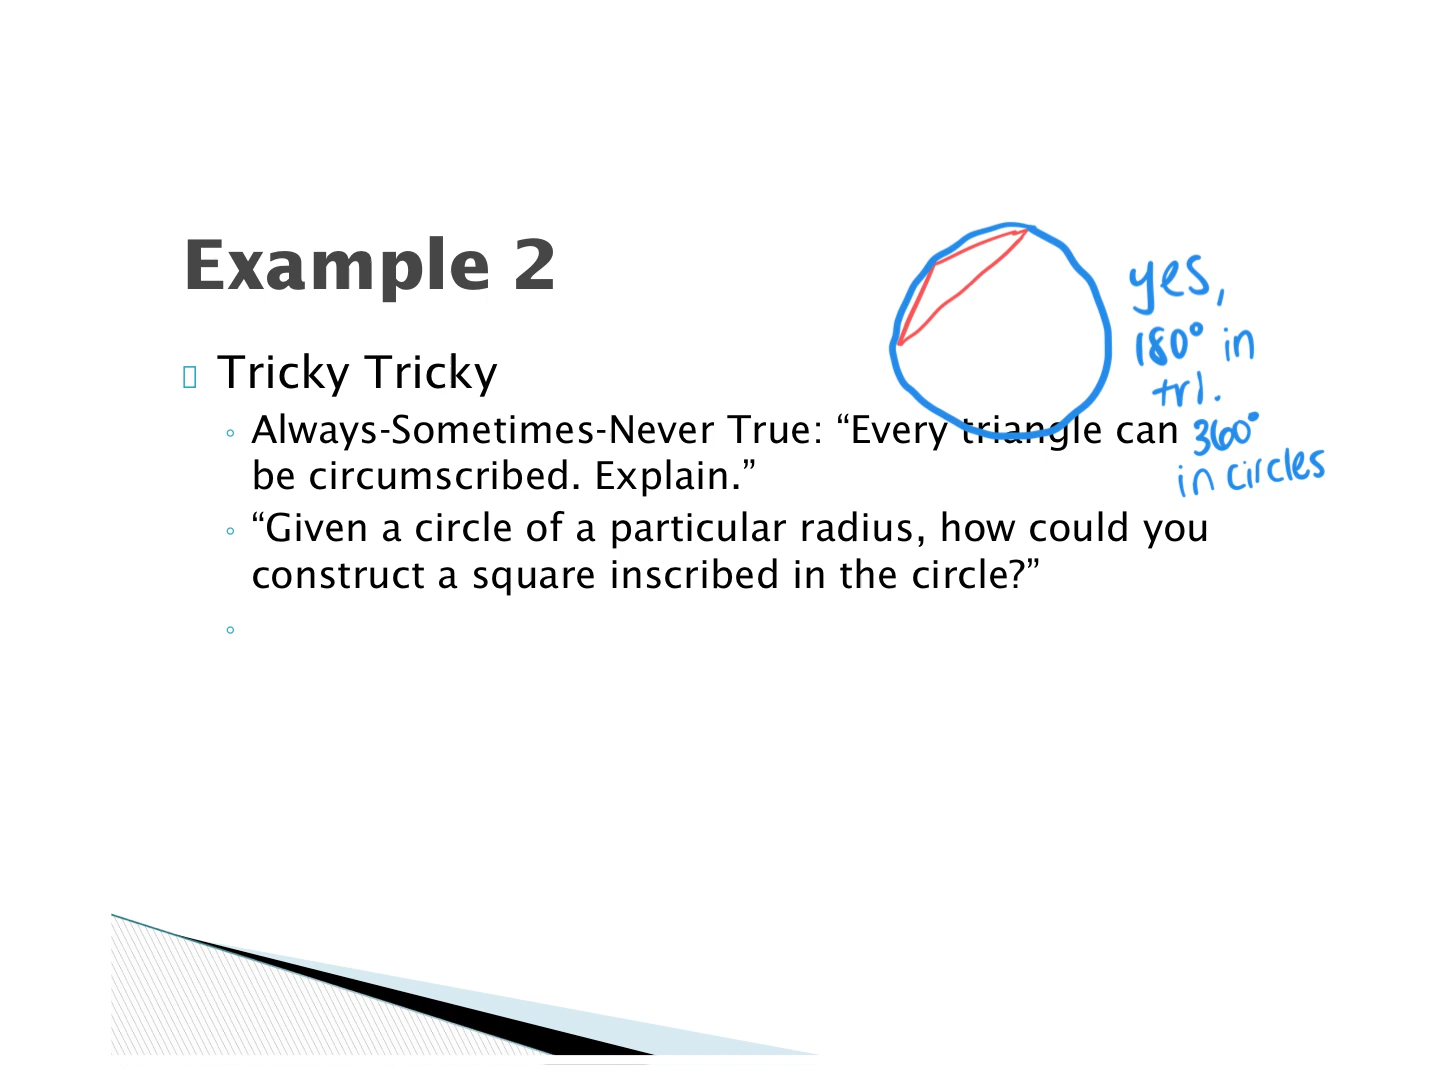 Example 2
Tricky Tricky
Always-Sometimes-Never True: “Every triangle can
be circumscribed. Explain.”
“Given a circle of a particular radius, how could you
construct a square inscribed in the circle?”
yes,
180° in
tri.
360°
in circles